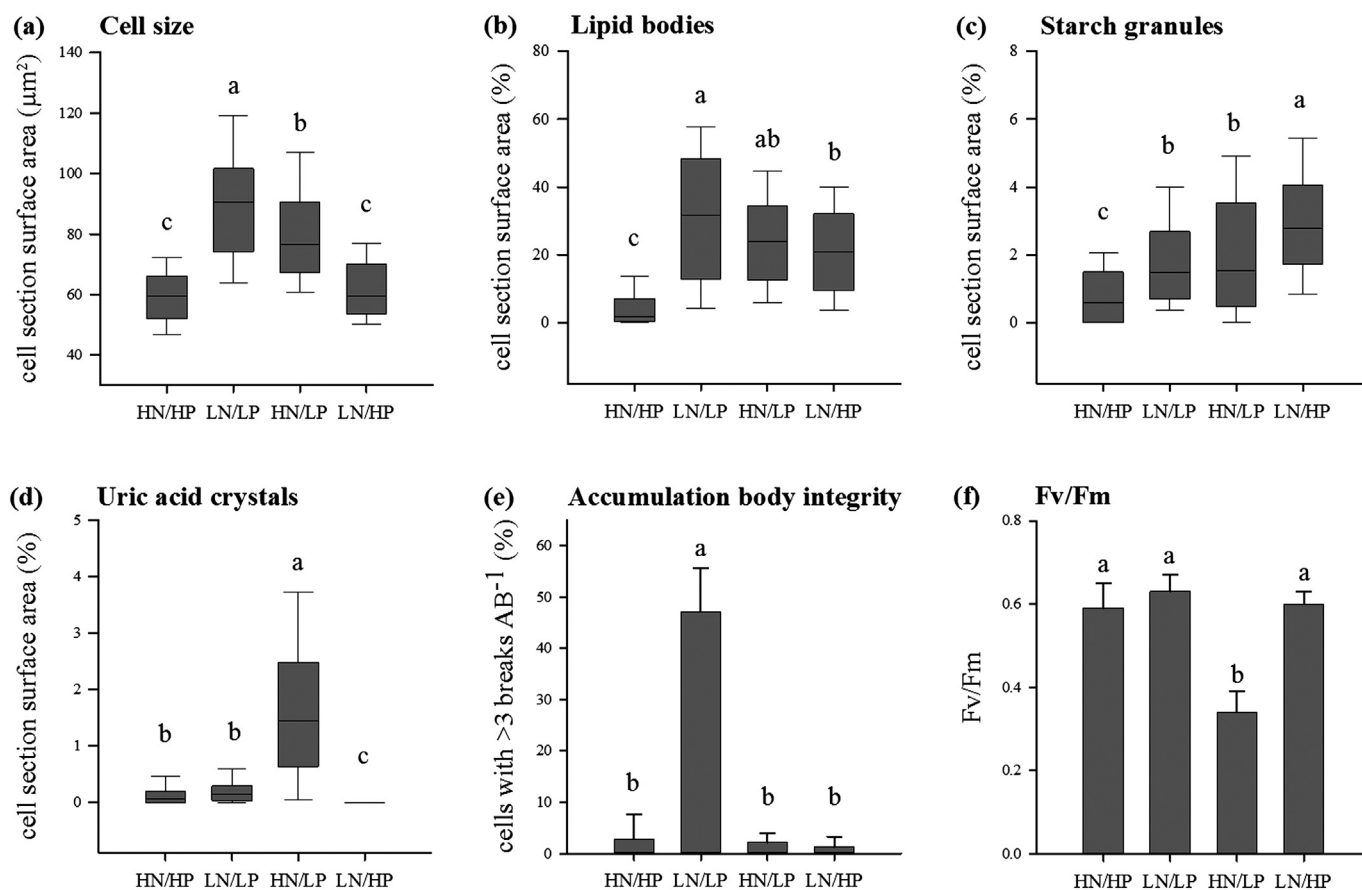 (a) Cell size
cell section surface area (µm²)
140
120
100
80
60
40
c
a
b
c
HN/HP LN/LP HN/LP LN/HP
(b) Lipid bodies
cell section surface area (%)
80
60
40
20
0
c
a
ab
b
HN/HP LN/LP HN/LP LN/HP
(c) Starch granules
cell section surface area (%)
8
6
4
2
0
c
b
b
a
HN/HP LN/LP HN/LP LN/HP
(d) Uric acid crystals
cell section surface area (%)
5
4
3
2
1
0
b
b
a
c
HN/HP LN/LP HN/LP LN/HP
(e) Accumulation body integrity
cells with >3 breaks AB⁻¹ (%)
60
50
40
30
20
10
0
b
a
b
b
HN/HP LN/LP HN/LP LN/HP
(f) Fv/Fm
Fv/Fm
0.8
0.6
0.4
0.2
0.0
a
a
b
a
HN/HP LN/LP HN/LP LN/HP